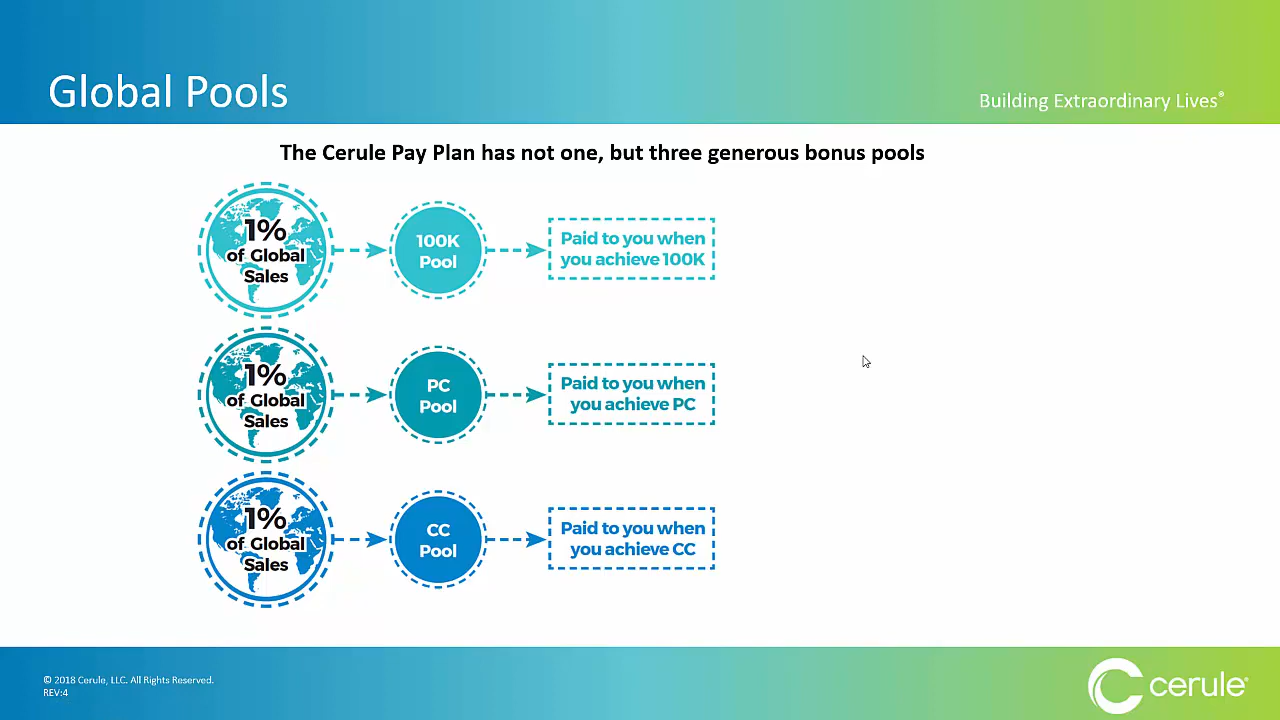 Global Pools
Building Extraordinary Lives®
The Cerule Pay Plan has not one, but three generous bonus pools
1%
of Global
Sales
100K
Pool
Paid to you when
you achieve 100K
1%
of Global
Sales
PC
Pool
Paid to you when
you achieve PC
1%
of Global
Sales
CC
Pool
Paid to you when
you achieve CC
© 2018 Cerule, LLC. All Rights Reserved.
REV:4
cerule®